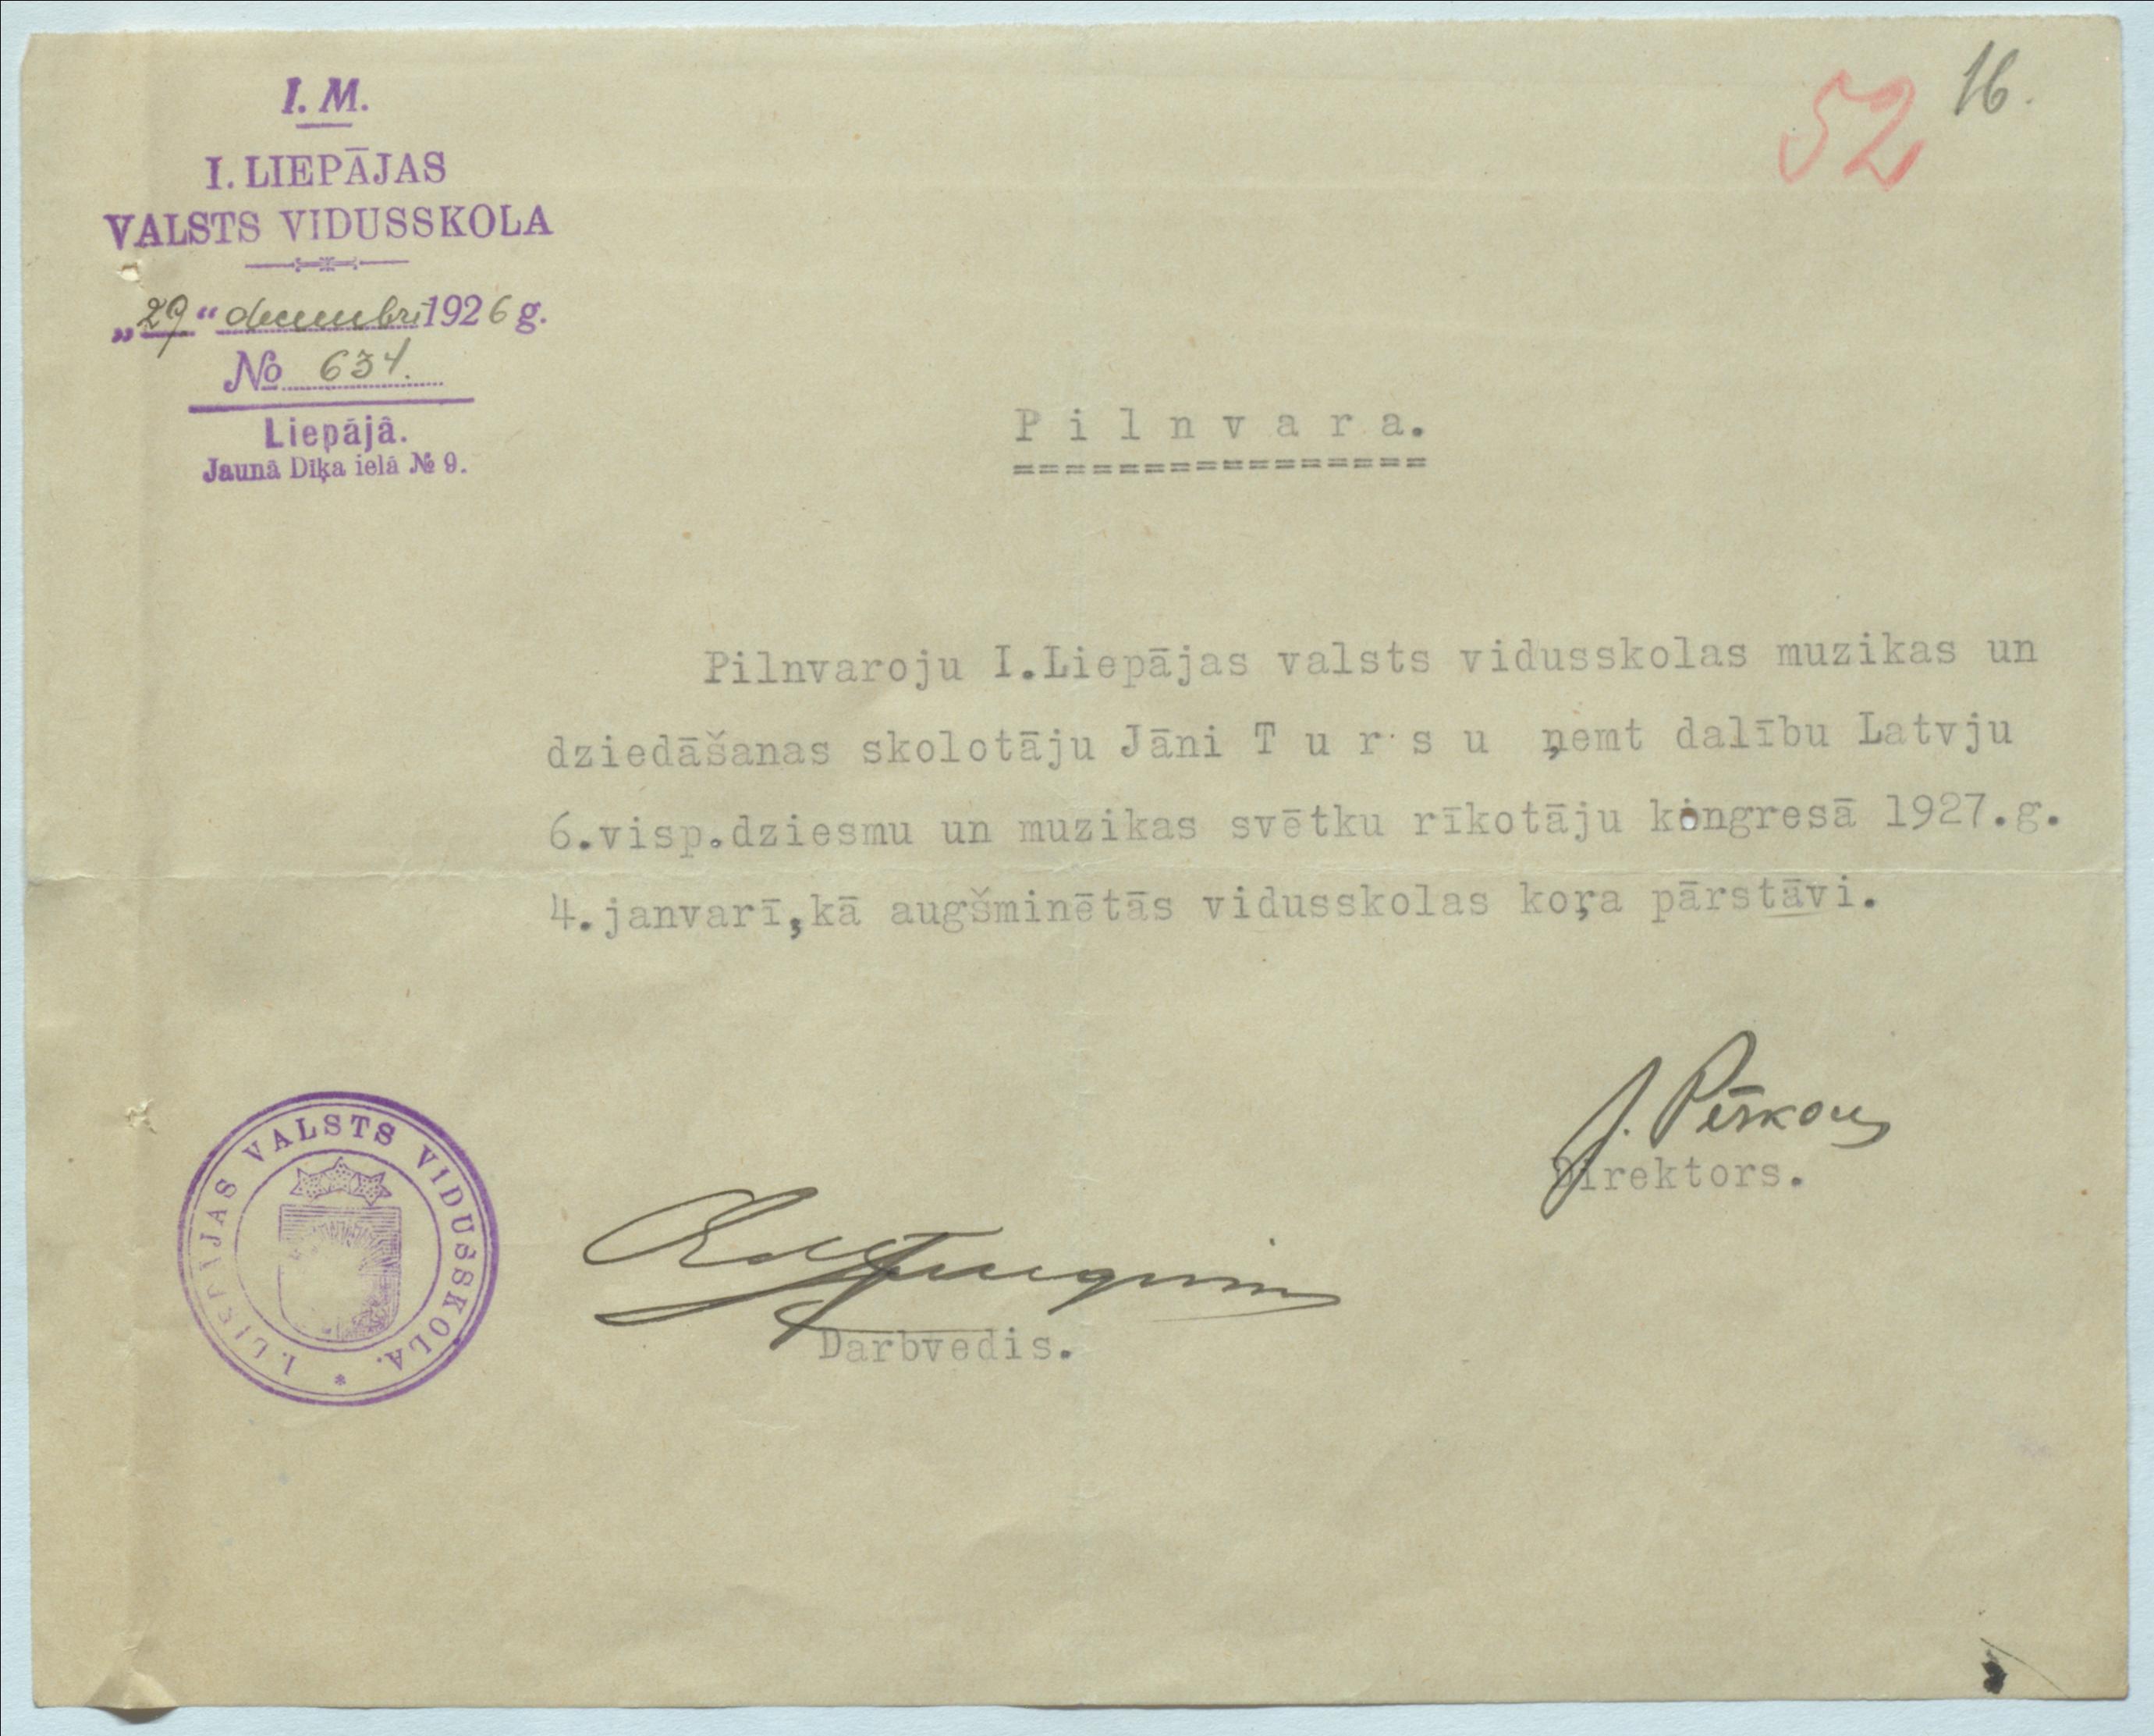 I. M.
I. LIEPĀJAS
VALSTS VIDUSSKOLA
„29“ decembrī 1926 g.
№ 634.
Liepājā.
Jaunā Dīķa ielā № 9.
52
16.
Pilnvara.
Pilnvaroju I.Liepājas valsts vidusskolas muzikas un
dziedāšanas skolotāju Jāni T u r s u ņemt dalību Latvju
6.visp.dziesmu un muzikas svētku rīkotāju kongresā 1927.g.
4.janvarī,kā augšminētās vidusskolas koŗa pārstāvi.
J. Pērkons
Direktors.
Darbvedis.
I. LIEPĀJAS VALSTS VIDUSSKOLA. *